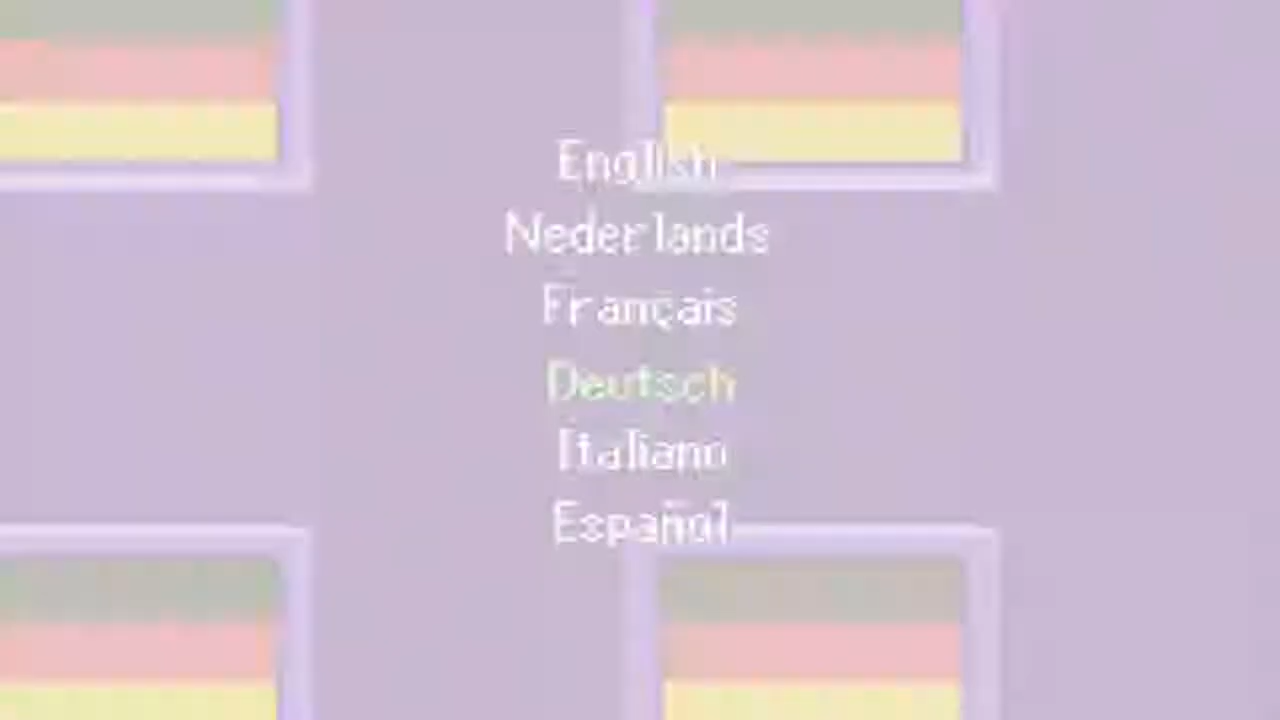 English
Nederlands
Français
Deutsch
Italiano
Español